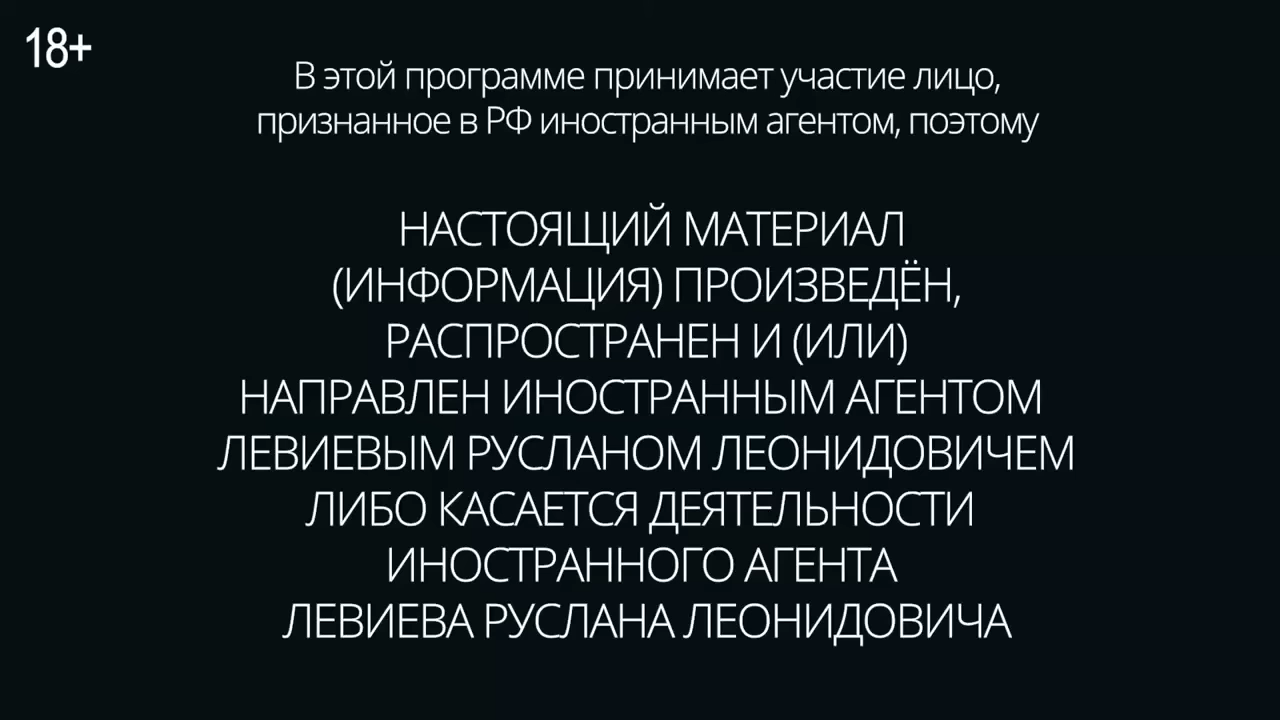 18+
В этой программе принимает участие лицо,
признанное в РФ иностранным агентом, поэтому
НАСТОЯЩИЙ МАТЕРИАЛ
(ИНФОРМАЦИЯ) ПРОИЗВЕДЁН,
РАСПРОСТРАНЕН И (ИЛИ)
НАПРАВЛЕН ИНОСТРАННЫМ АГЕНТОМ
ЛЕВИЕВЫМ РУСЛАНОМ ЛЕОНИДОВИЧЕМ
ЛИБО КАСАЕТСЯ ДЕЯТЕЛЬНОСТИ
ИНОСТРАННОГО АГЕНТА
ЛЕВИЕВА РУСЛАНА ЛЕОНИДОВИЧА